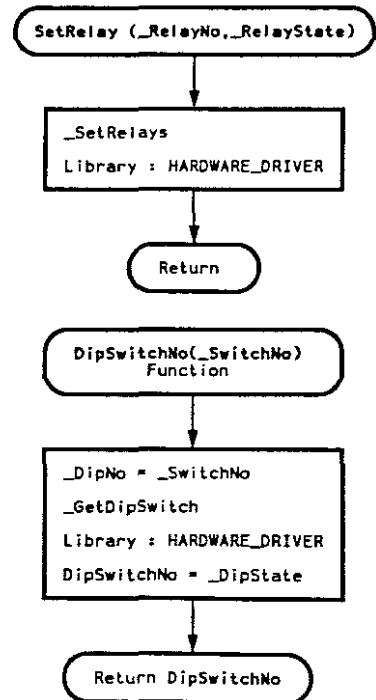 SetRelay (_RelayNo,_RelayState)
_SetRelays
Library : HARDWARE_DRIVER
Return
DipSwitchNo(_SwitchNo)
Function
_DipNo = _SwitchNo
_GetDipSwitch
Library : HARDWARE_DRIVER
DipSwitchNo = _DipState
Return DipSwitchNo